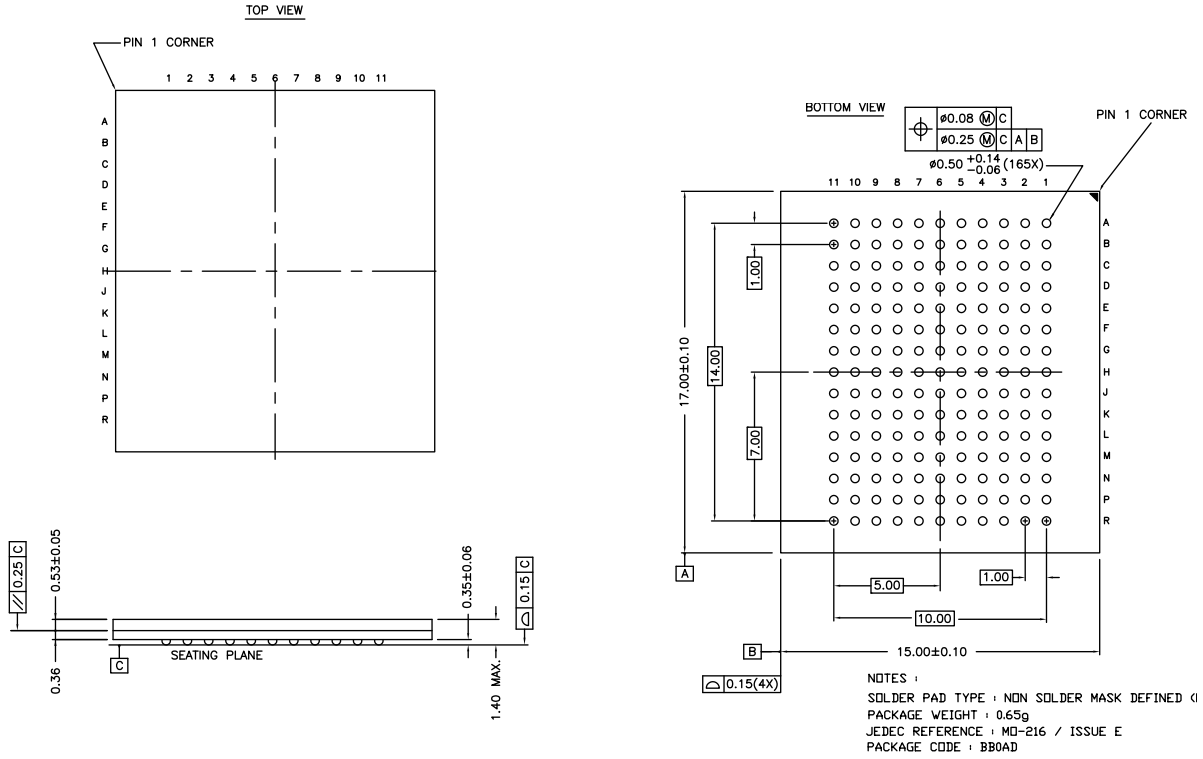 TOP VIEW
PIN 1 CORNER
1 2 3 4 5 6 7 8 9 10 11
A
B
C
D
E
F
G
H
J
K
L
M
N
P
R
BOTTOM VIEW
ø0.08 Ⓜ C
ø0.25 Ⓜ C A B
PIN 1 CORNER
ø0.50 +0.14 -0.06 (165X)
11 10 9 8 7 6 5 4 3 2 1
A
B
C
D
E
F
G
H
J
K
L
M
N
P
R
1.00
17.00±0.10
14.00
7.00
A
5.00
1.00
10.00
B
15.00±0.10
0.15(4X)
// 0.25 C
0.53±0.05
0.36
C
SEATING PLANE
0.35±0.06
0.15 C
1.40 MAX.
NOTES :
SOLDER PAD TYPE : NON SOLDER MASK DEFINED (
PACKAGE WEIGHT : 0.65g
JEDEC REFERENCE : MO-216 / ISSUE E
PACKAGE CODE : BB0AD